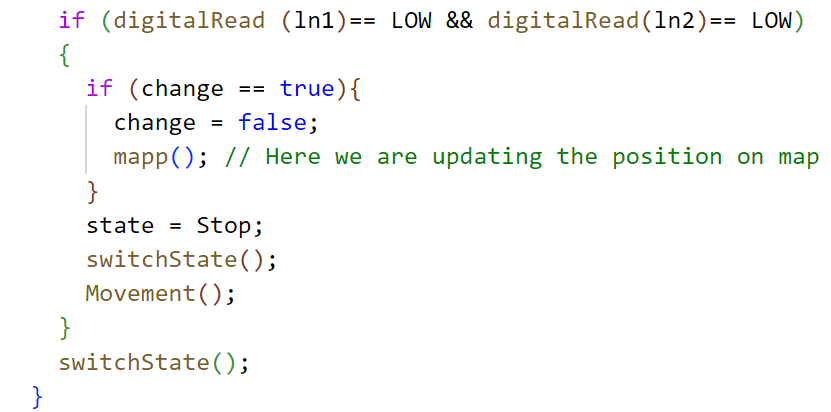 if (digitalRead (ln1)== LOW && digitalRead(ln2)== LOW)
{
if (change == true){
change = false;
mapp(); // Here we are updating the position on map
}
state = Stop;
switchState();
Movement();
}
switchState();
}